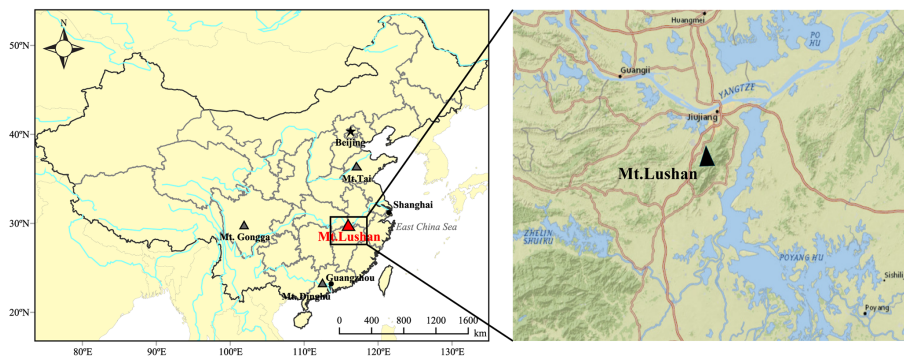 N
50°N
40°N
30°N
20°N
80°E
90°E
100°E
110°E
120°E
130°E
Beijing
Mt.Tai
Shanghai
East China Sea
Mt. Gongga
Mt.Lushan
Guangzhou
Mt.Dinghu
0 400 800 1200 1600
km
Huangmei
PO
HU
Guangji
YANGTZE
Jiujiang
Mt.Lushan
ZHELIN
SHUIKU
POYANG HU
Sishili
Poyang